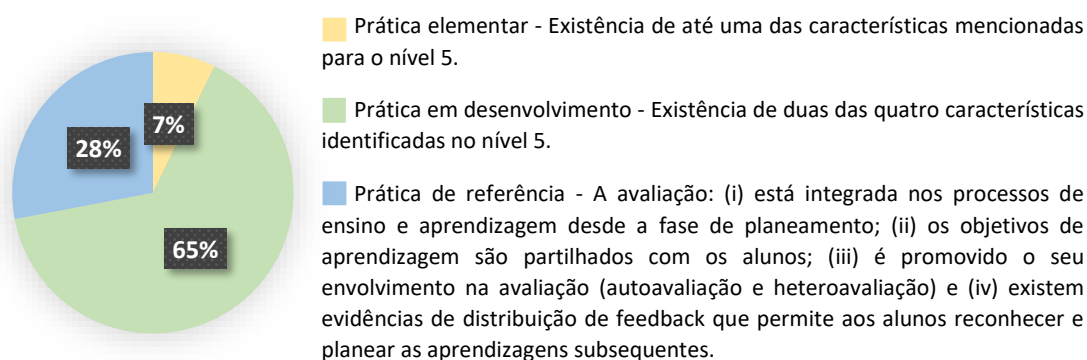 7%
28%
65%
Prática elementar - Existência de até uma das características mencionadas
para o nível 5.
Prática em desenvolvimento - Existência de duas das quatro características
identificadas no nível 5.
Prática de referência - A avaliação: (i) está integrada nos processos de
ensino e aprendizagem desde a fase de planeamento; (ii) os objetivos de
aprendizagem são partilhados com os alunos; (iii) é promovido o seu
envolvimento na avaliação (autoavaliação e heteroavaliação) e (iv) existem
evidências de distribuição de feedback que permite aos alunos reconhecer e
planear as aprendizagens subsequentes.